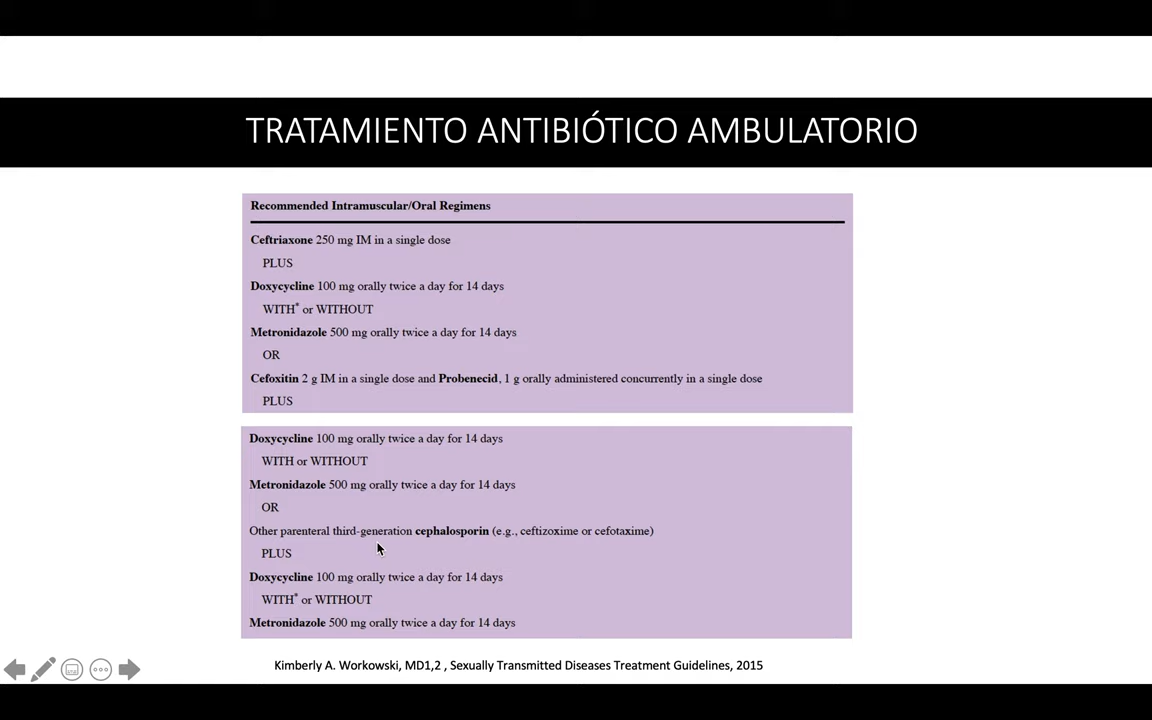 TRATAMIENTO ANTIBIÓTICO AMBULATORIO
Recommended Intramuscular/Oral Regimens
Ceftriaxone 250 mg IM in a single dose
PLUS
Doxycycline 100 mg orally twice a day for 14 days
WITH* or WITHOUT
Metronidazole 500 mg orally twice a day for 14 days
OR
Cefoxitin 2 g IM in a single dose and Probenecid, 1 g orally administered concurrently in a single dose
PLUS
Doxycycline 100 mg orally twice a day for 14 days
WITH or WITHOUT
Metronidazole 500 mg orally twice a day for 14 days
OR
Other parenteral third-generation cephalosporin (e.g., ceftizoxime or cefotaxime)
PLUS
Doxycycline 100 mg orally twice a day for 14 days
WITH* or WITHOUT
Metronidazole 500 mg orally twice a day for 14 days
Kimberly A. Workowski, MD1,2 , Sexually Transmitted Diseases Treatment Guidelines, 2015